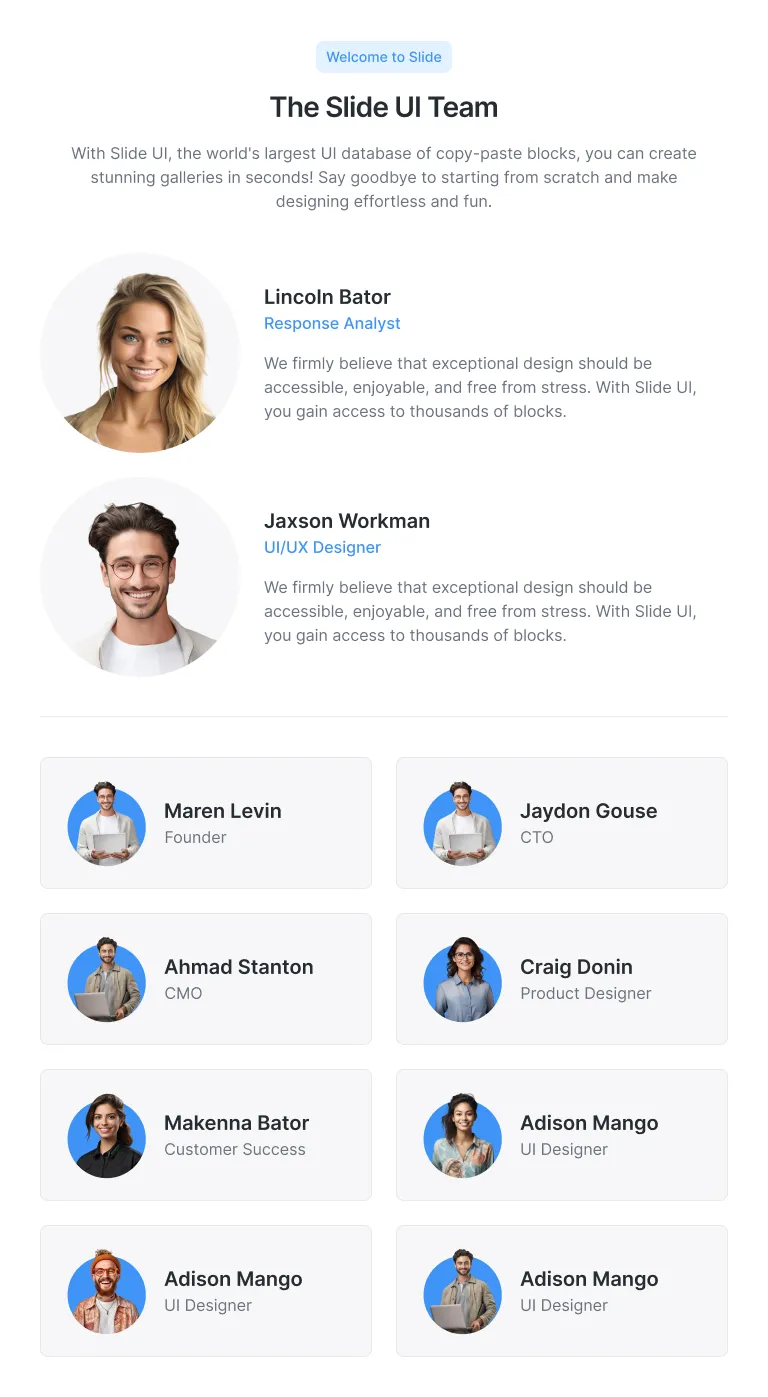 Welcome to Slide
The Slide UI Team
With Slide UI, the world's largest UI database of copy-paste blocks, you can create
stunning galleries in seconds! Say goodbye to starting from scratch and make
designing effortless and fun.
Lincoln Bator
Response Analyst
We firmly believe that exceptional design should be
accessible, enjoyable, and free from stress. With Slide UI,
you gain access to thousands of blocks.
Jaxson Workman
UI/UX Designer
We firmly believe that exceptional design should be
accessible, enjoyable, and free from stress. With Slide UI,
you gain access to thousands of blocks.
Maren Levin
Founder
Jaydon Gouse
CTO
Ahmad Stanton
CMO
Craig Donin
Product Designer
Makenna Bator
Customer Success
Adison Mango
UI Designer
Adison Mango
UI Designer
Adison Mango
UI Designer